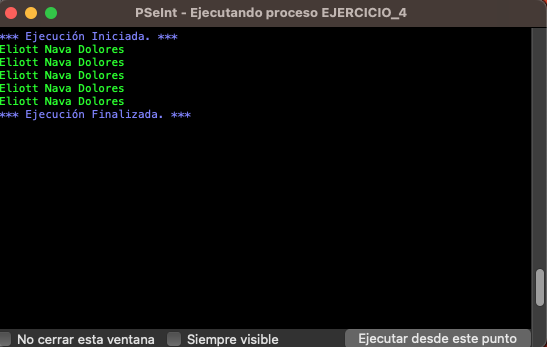 PSeInt - Ejecutando proceso EJERCICIO_4
*** Ejecución Iniciada. ***
Eliott Nava Dolores
Eliott Nava Dolores
Eliott Nava Dolores
Eliott Nava Dolores
Eliott Nava Dolores
*** Ejecución Finalizada. ***
No cerrar esta ventana Siempre visible Ejecutar desde este punto